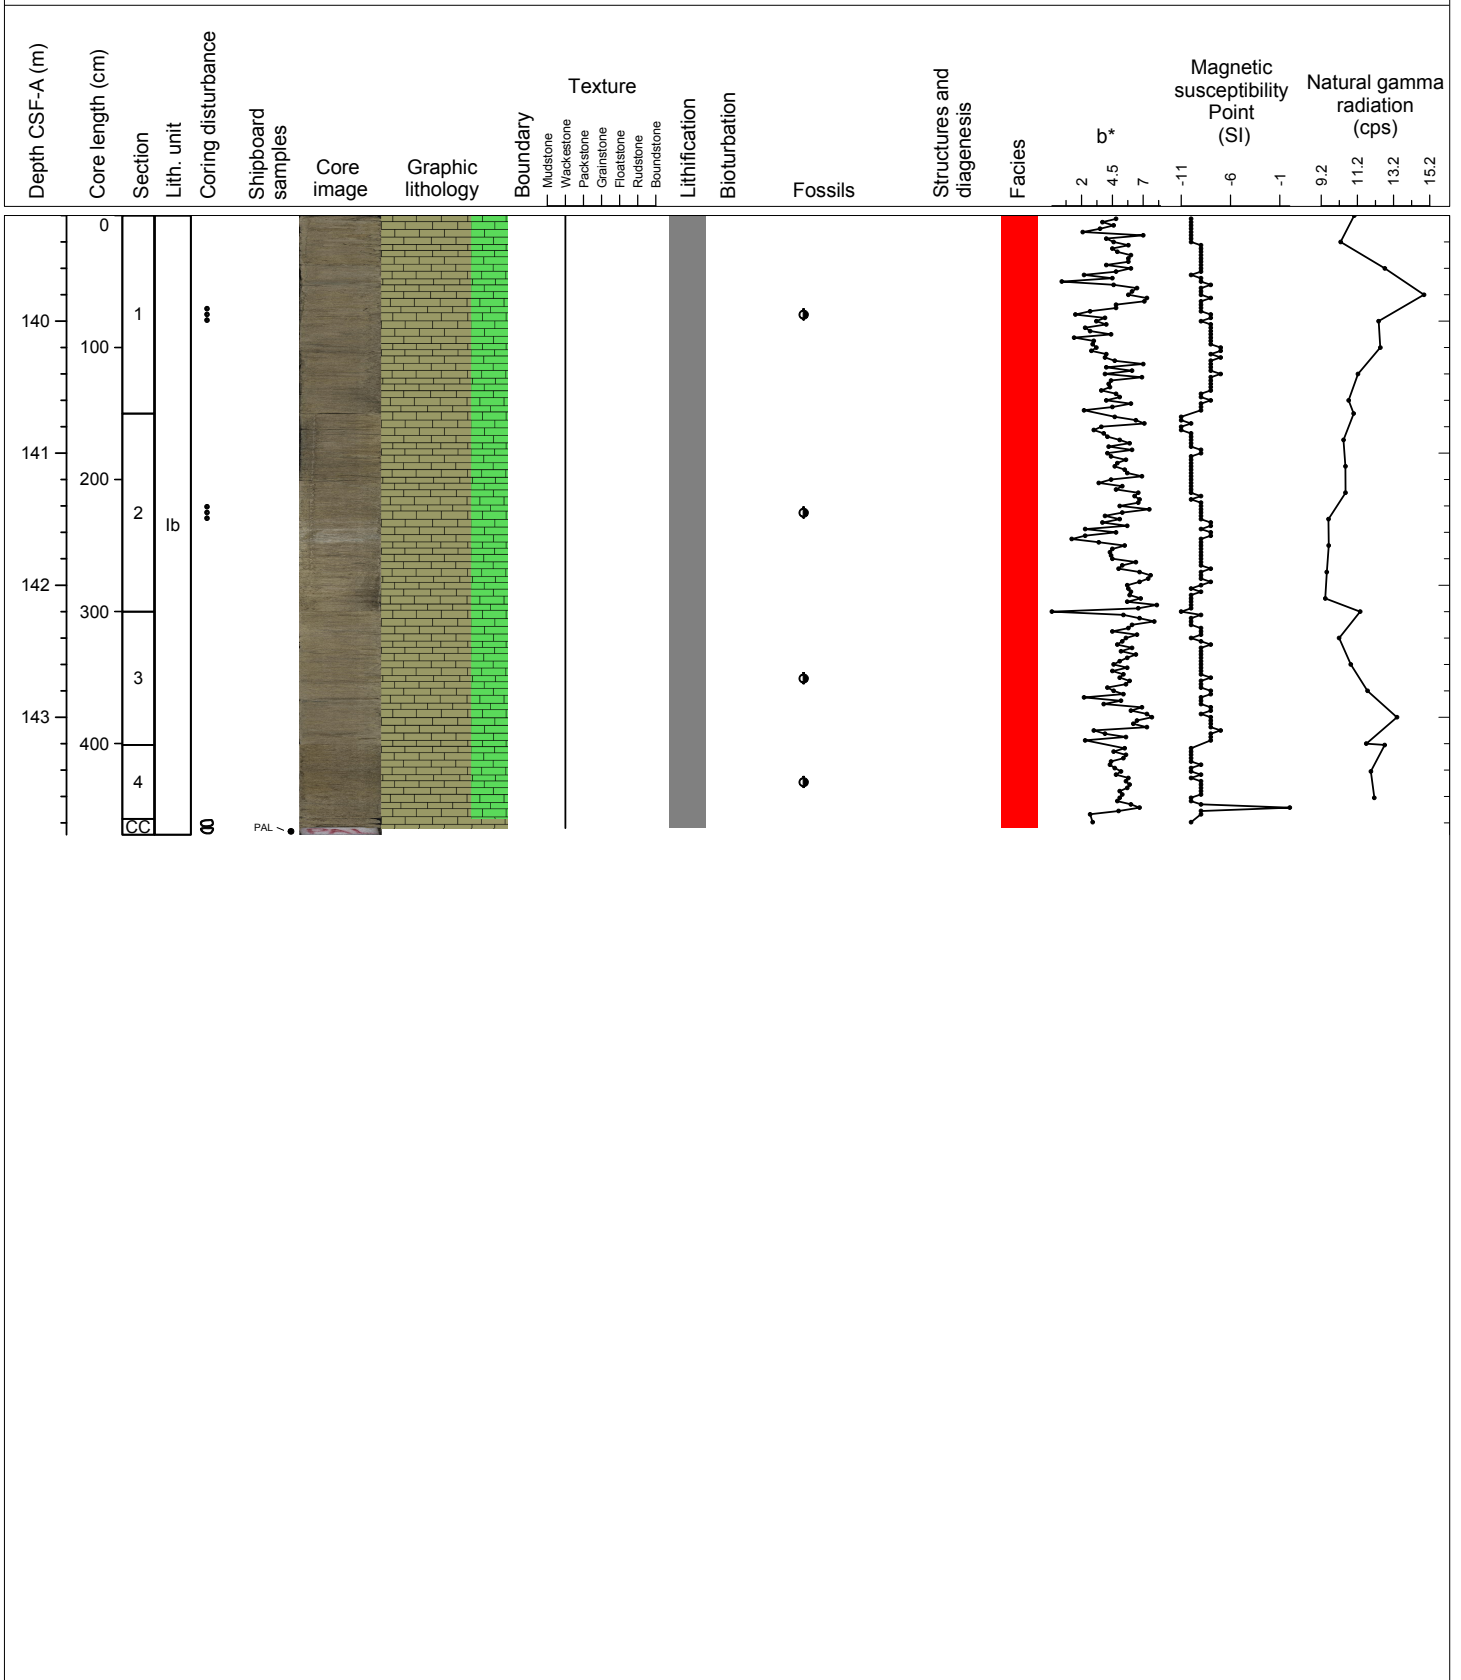 Depth CSF-A (m)
Core length (cm)
Section
Lith. unit
Coring disturbance
Shipboard
samples
Core
image
Graphic
lithology
Boundary
Texture
Mudstone
Wackestone
Packstone
Grainstone
Floatstone
Rudstone
Boundstone
Lithification
Bioturbation
Fossils
Structures and
diagenesis
Facies
b*
2
4.5
7
Magnetic
susceptibility
Point
(SI)
-11
-6
-1
Natural gamma
radiation
(cps)
9.2
11.2
13.2
15.2
0
1
140
100
141
200
2
Ib
142
300
3
143
400
4
CC
PAL